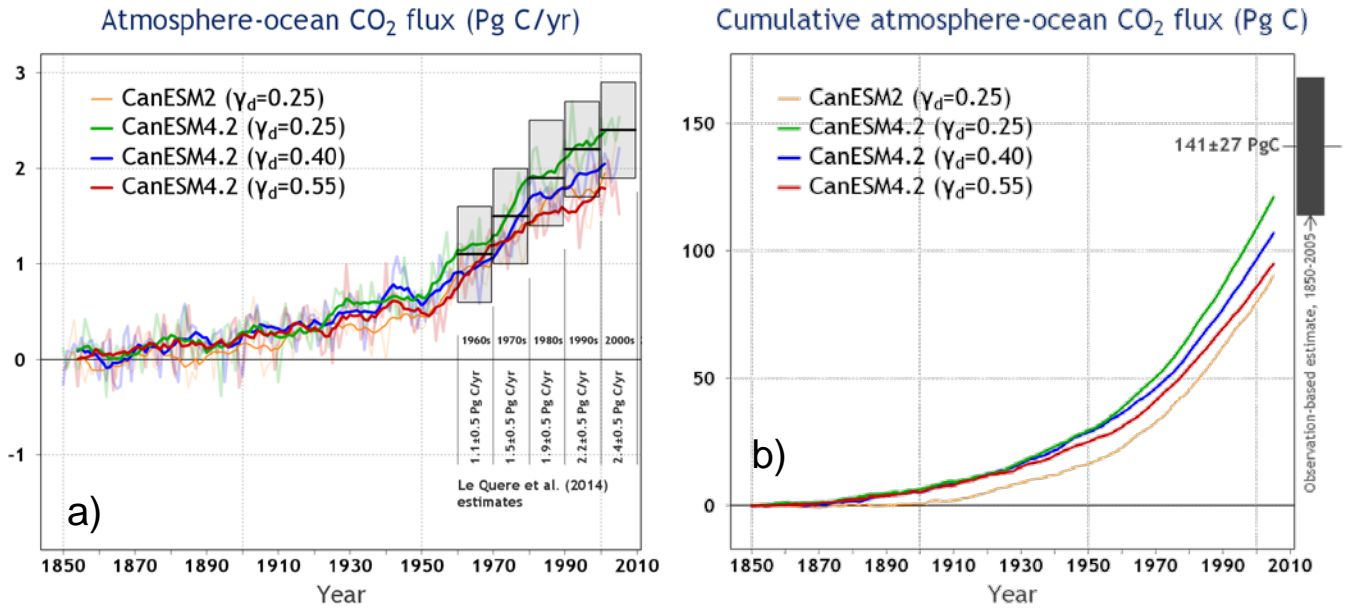 Atmosphere-ocean CO₂ flux (Pg C/yr)
3
2
1
0
-1
CanESM2 (γd=0.25)
CanESM4.2 (γd=0.25)
CanESM4.2 (γd=0.40)
CanESM4.2 (γd=0.55)
1960s 1970s 1980s 1990s 2000s
1.1±0.5 Pg C/yr
1.5±0.5 Pg C/yr
1.9±0.5 Pg C/yr
2.2±0.5 Pg C/yr
2.4±0.5 Pg C/yr
Le Quere et al. (2014)
estimates
a)
1850 1870 1890 1910 1930 1950 1970 1990 2010
Year
Cumulative atmosphere-ocean CO₂ flux (Pg C)
150
100
50
0
CanESM2 (γd=0.25)
CanESM4.2 (γd=0.25)
CanESM4.2 (γd=0.40)
CanESM4.2 (γd=0.55)
141±27 PgC
Observation-based estimate, 1850-2005
b)
1850 1870 1890 1910 1930 1950 1970 1990 2010
Year